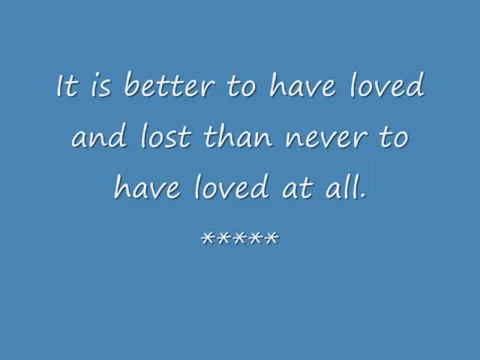 It is better to have loved
and lost than never to
have loved at all.
*****